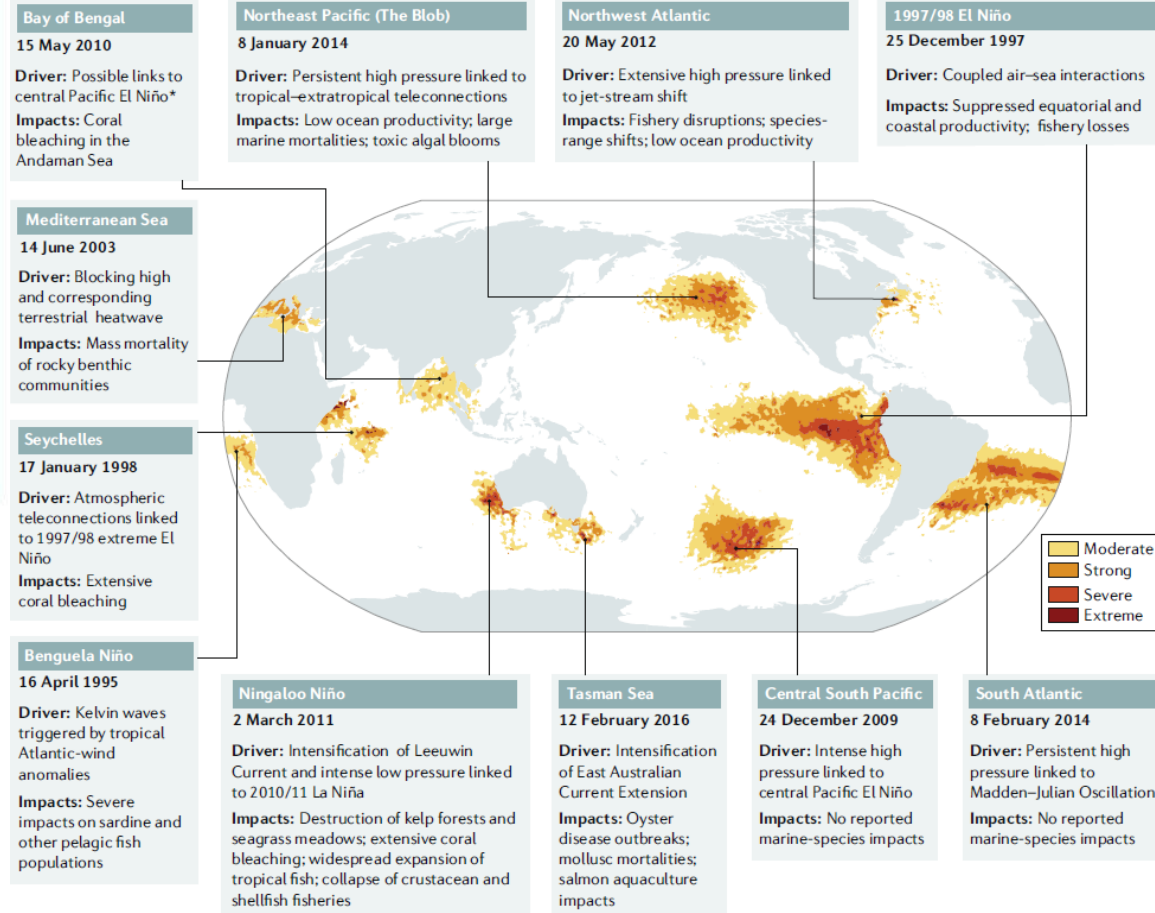 Bay of Bengal
15 May 2010
Driver: Possible links to
central Pacific El Niño*
Impacts: Coral
bleaching in the
Andaman Sea
Northeast Pacific (The Blob)
8 January 2014
Driver: Persistent high pressure linked to
tropical–extratropical teleconnections
Impacts: Low ocean productivity; large
marine mortalities; toxic algal blooms
Northwest Atlantic
20 May 2012
Driver: Extensive high pressure linked
to jet-stream shift
Impacts: Fishery disruptions; species-
range shifts; low ocean productivity
1997/98 El Niño
25 December 1997
Driver: Coupled air–sea interactions
Impacts: Suppressed equatorial and
coastal productivity; fishery losses
Mediterranean Sea
14 June 2003
Driver: Blocking high
and corresponding
terrestrial heatwave
Impacts: Mass mortality
of rocky benthic
communities
Seychelles
17 January 1998
Driver: Atmospheric
teleconnections linked
to 1997/98 extreme El
Niño
Impacts: Extensive
coral bleaching
Moderate
Strong
Severe
Extreme
Benguela Niño
16 April 1995
Driver: Kelvin waves
triggered by tropical
Atlantic-wind
anomalies
Impacts: Severe
impacts on sardine and
other pelagic fish
populations
Ningaloo Niño
2 March 2011
Driver: Intensification of Leeuwin
Current and intense low pressure linked
to 2010/11 La Niña
Impacts: Destruction of kelp forests and
seagrass meadows; extensive coral
bleaching; widespread expansion of
tropical fish; collapse of crustacean and
shellfish fisheries
Tasman Sea
12 February 2016
Driver: Intensification
of East Australian
Current Extension
Impacts: Oyster
disease outbreaks;
mollusc mortalities;
salmon aquaculture
impacts
Central South Pacific
24 December 2009
Driver: Intense high
pressure linked to
central Pacific El Niño
Impacts: No reported
marine-species impacts
South Atlantic
8 February 2014
Driver: Persistent high
pressure linked to
Madden–Julian Oscillation
Impacts: No reported
marine-species impacts